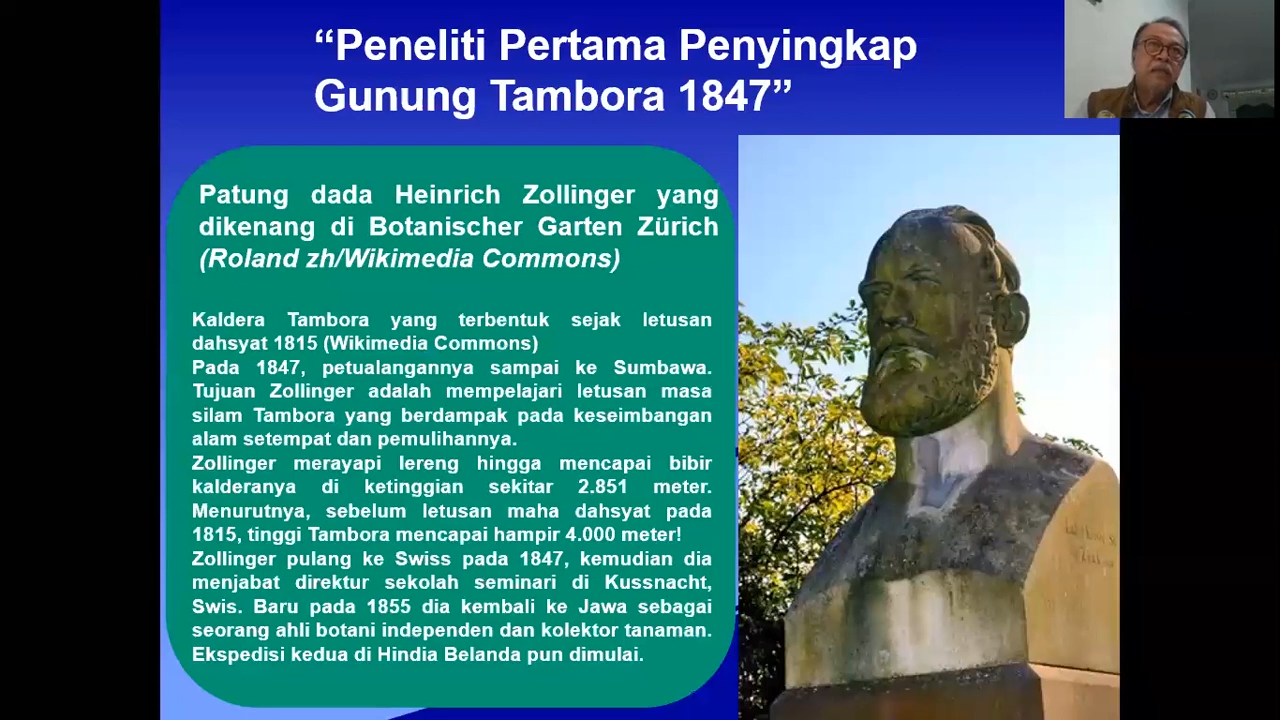 “Peneliti Pertama Penyingkap
Gunung Tambora 1847”
Patung dada Heinrich Zollinger yang
dikenang di Botanischer Garten Zürich
(Roland zh/Wikimedia Commons)
Kaldera Tambora yang terbentuk sejak letusan
dahsyat 1815 (Wikimedia Commons)
Pada 1847, petualangannya sampai ke Sumbawa.
Tujuan Zollinger adalah mempelajari letusan masa
silam Tambora yang berdampak pada keseimbangan
alam setempat dan pemulihannya.
Zollinger merayapi lereng hingga mencapai bibir
kalderanya di ketinggian sekitar 2.851 meter.
Menurutnya, sebelum letusan maha dahsyat pada
1815, tinggi Tambora mencapai hampir 4.000 meter!
Zollinger pulang ke Swiss pada 1847, kemudian dia
menjabat direktur sekolah seminari di Kussnacht,
Swis. Baru pada 1855 dia kembali ke Jawa sebagai
seorang ahli botani independen dan kolektor tanaman.
Ekspedisi kedua di Hindia Belanda pun dimulai.